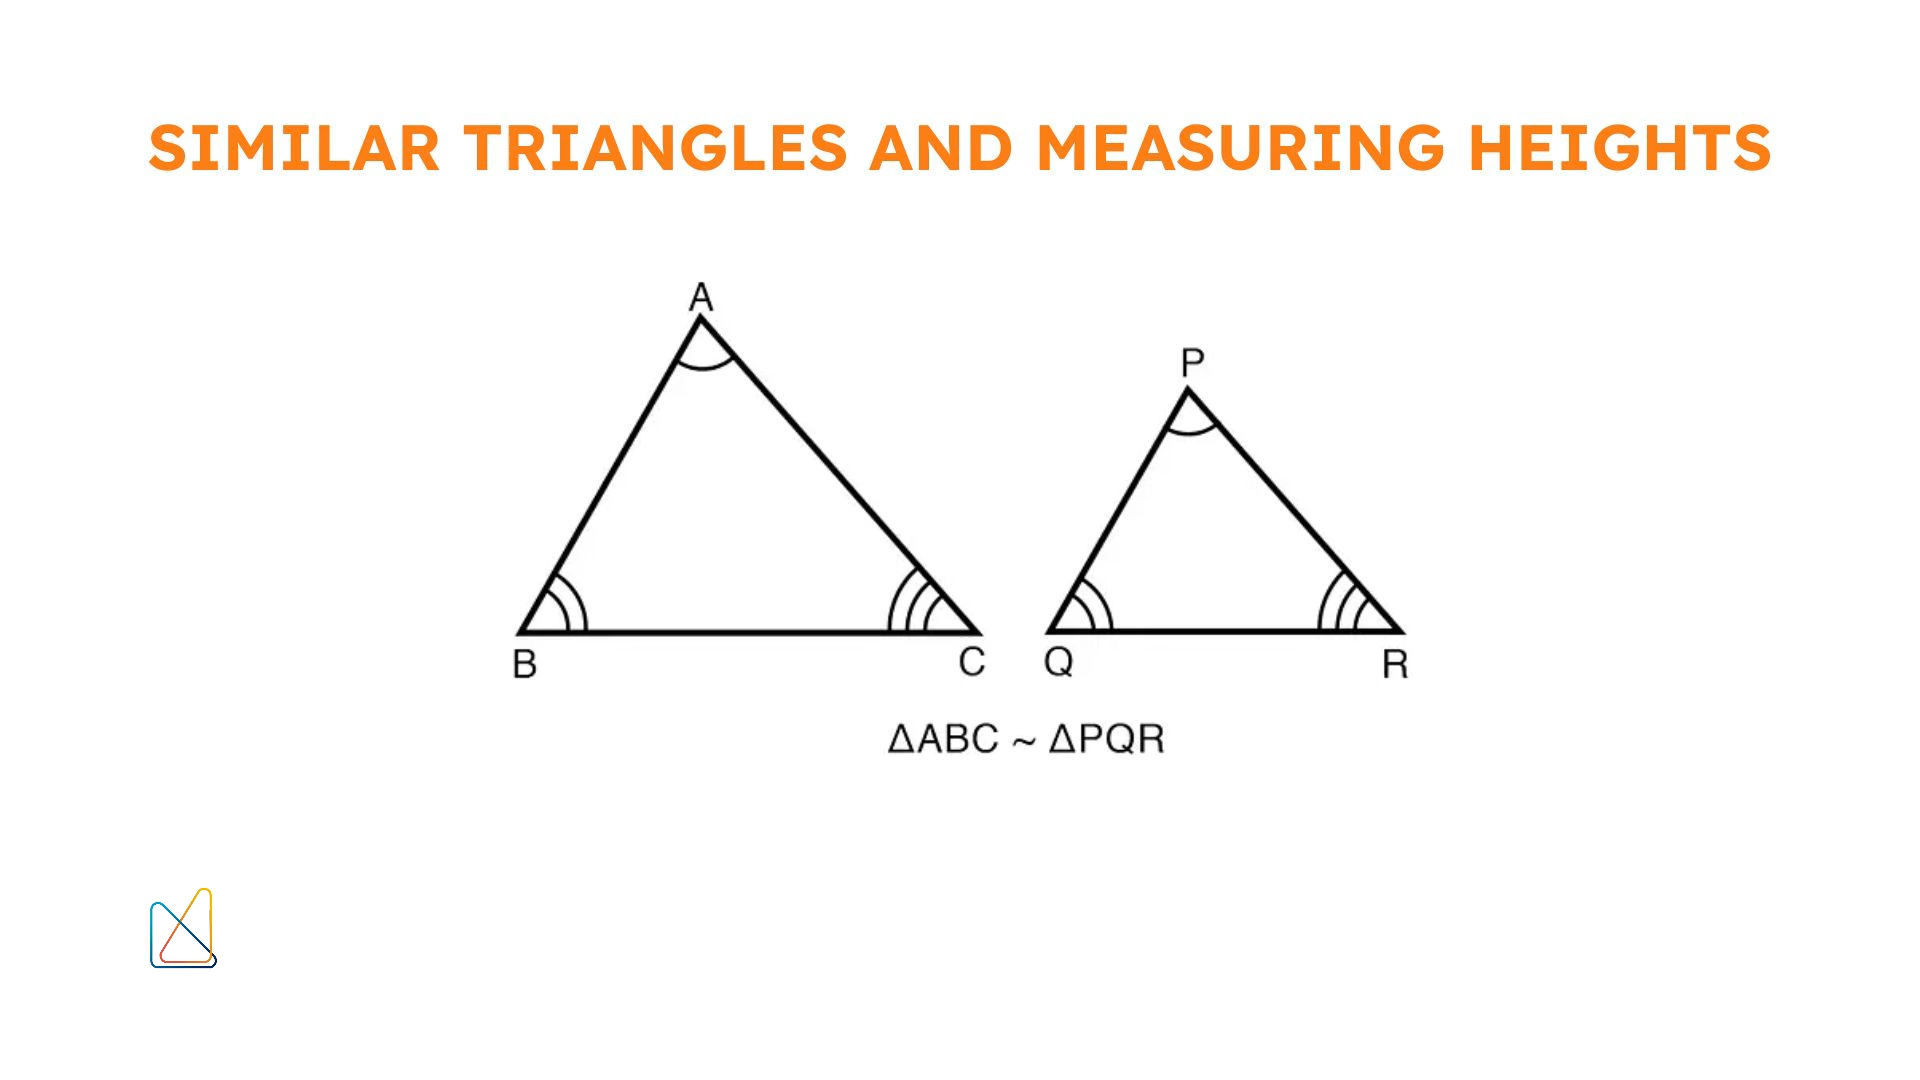 SIMILAR TRIANGLES AND MEASURING HEIGHTS
A
P
B
C
Q
R
ΔABC ~ ΔPQR